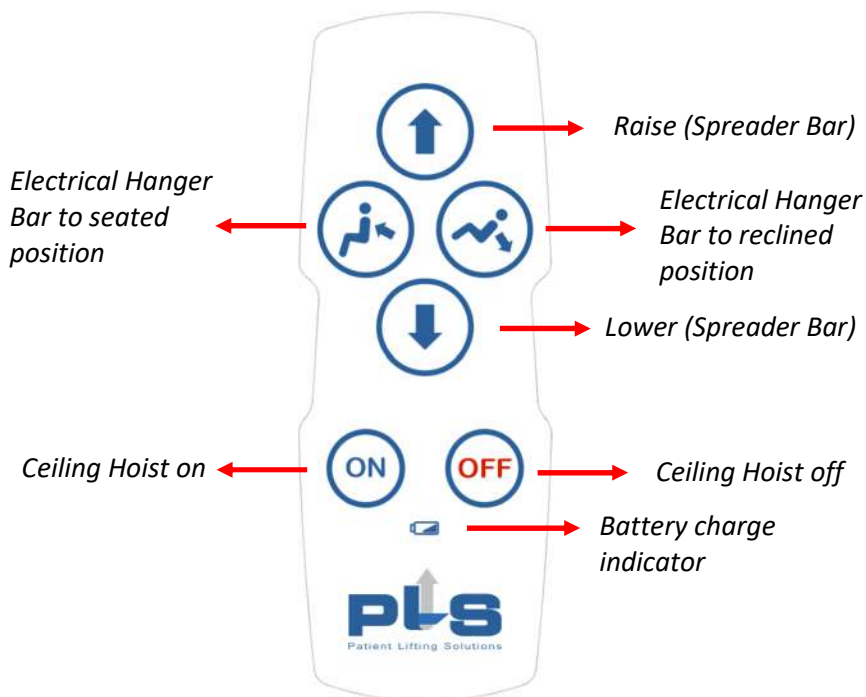 Raise (Spreader Bar)
Electrical Hanger
Bar to seated
position
Electrical Hanger
Bar to reclined
position
Lower (Spreader Bar)
Ceiling Hoist on
ON
OFF
Ceiling Hoist off
Battery charge
indicator
PLS
Patient Lifting Solutions